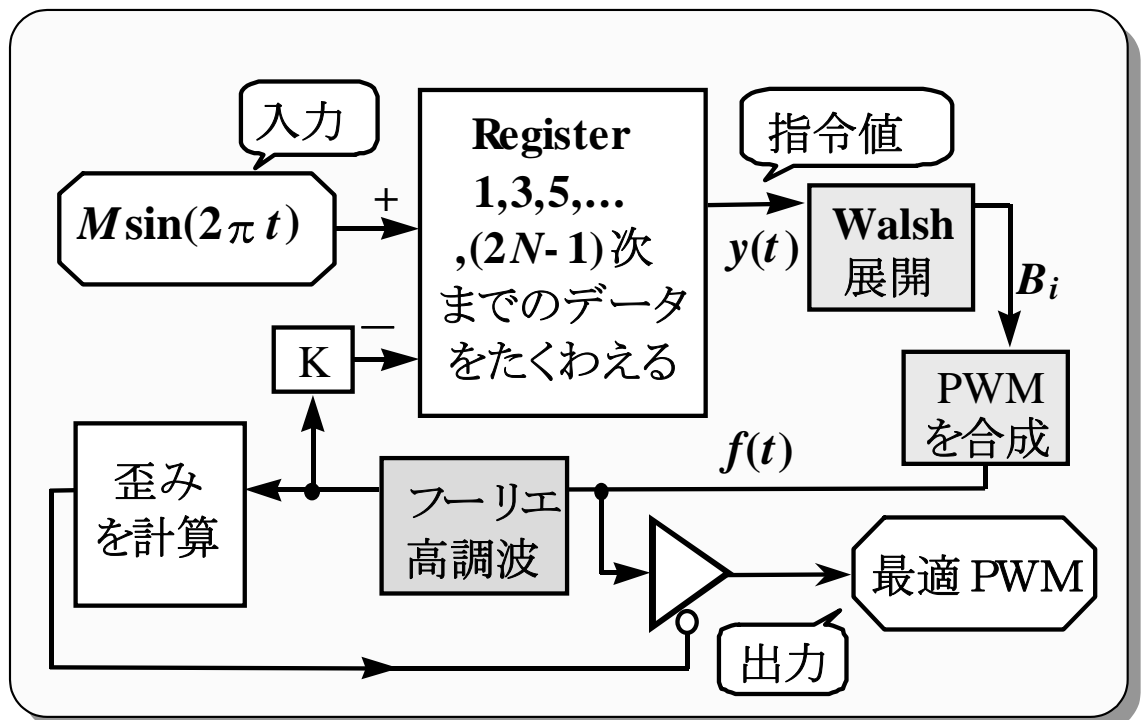 入力
M sin(2π t)
+
Register
1,3,5,...
,(2N-1)次
までのデータ
をたくわえる
指令値
y(t)
Walsh
展開
B i
K
−
PWM
を合成
f(t)
歪み
を計算
フーリエ
高調波
最適 PWM
出力